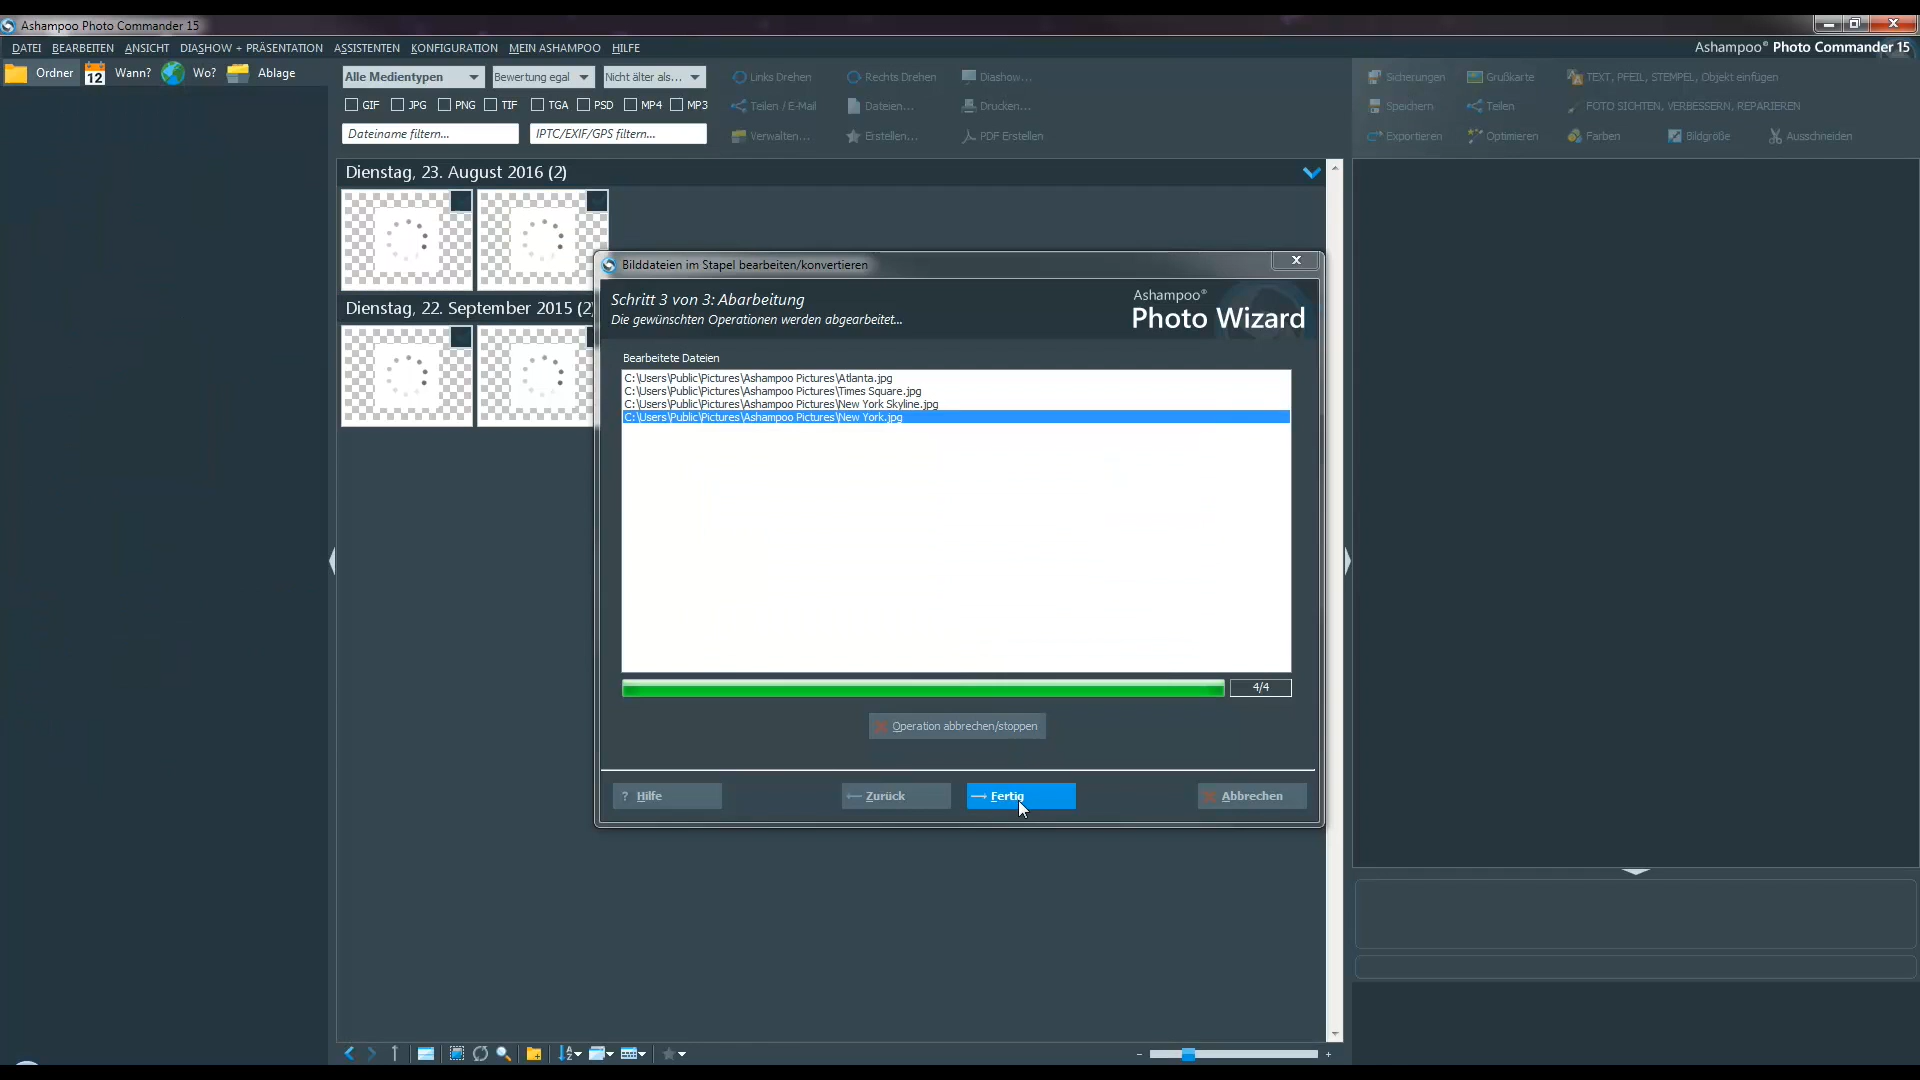 Ashampoo Photo Commander 15
DATEI BEARBEITEN ANSICHT DIASHOW + PRÄSENTATION ASSISTENTEN KONFIGURATION MEIN ASHAMPOO HILFE
Ashampoo® Photo Commander 15
Ordner 12 Wann? Wo? Ablage
Alle Medientypen Bewertung egal Nicht älter als...
Links Drehen Rechts Drehen Diashow...
Sicherungen Grußkarte TEXT, PFEIL, STEMPEL, Objekt einfügen
GIF JPG PNG TIF TGA PSD MP4 MP3
Teilen / E-Mail Dateien... Drucken...
Speichern Teilen FOTO SICHTEN, VERBESSERN, REPARIEREN
Dateiname filtern... IPTC/EXIF/GPS filtern...
Verwalten... Erstellen... PDF Erstellen
Exportieren Optimieren Farben Bildgröße Ausschneiden
Dienstag, 23. August 2016 (2)
Dienstag, 22. September 2015 (2)
Bilddateien im Stapel bearbeiten/konvertieren
Schritt 3 von 3: Abarbeitung
Die gewünschten Operationen werden abgearbeitet...
Ashampoo®
Photo Wizard
Bearbeitete Dateien
C:\Users\Public\Pictures\Ashampoo Pictures\Atlanta.jpg
C:\Users\Public\Pictures\Ashampoo Pictures\Times Square.jpg
C:\Users\Public\Pictures\Ashampoo Pictures\New York Skyline.jpg
C:\Users\Public\Pictures\Ashampoo Pictures\New York.jpg
4/4
Operation abbrechen/stoppen
? Hilfe Zurück Fertig Abbrechen